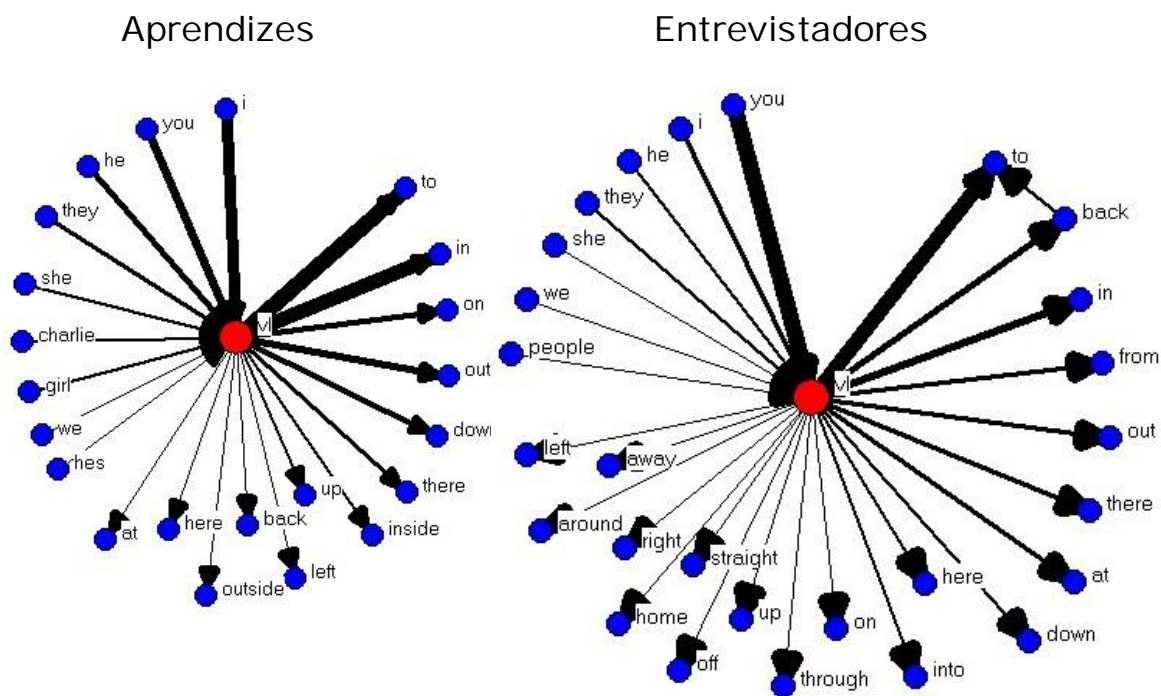 Aprendizes
Entrevistadores
i
you
he
they
she
charlie
girl
we
hes
to
in
on
out
down
there
inside
up
back
left
outside
here
at
vl
you
i
he
they
she
we
people
left
away
around
right
straight
home
off
up
through
on
into
here
down
at
there
out
from
in
back
to
vl